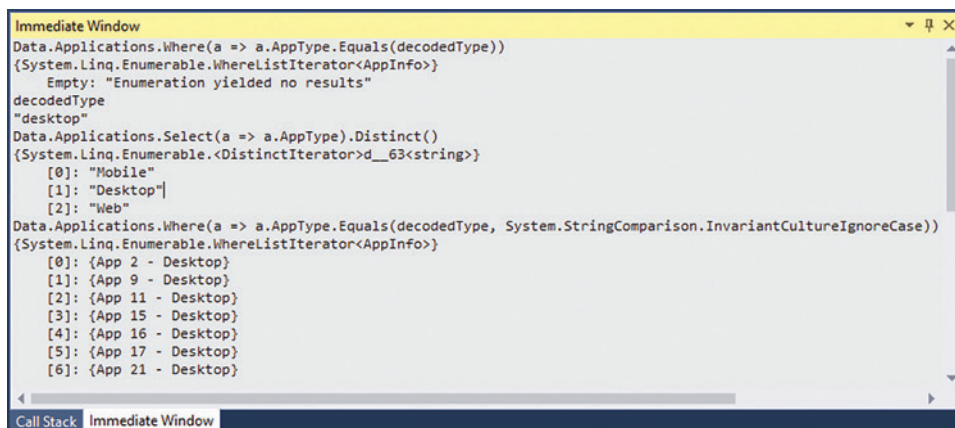 Immediate Window
Data.Applications.Where(a => a.AppType.Equals(decodedType))
{System.Linq.Enumerable.WhereListIterator<AppInfo>}
Empty: "Enumeration yielded no results"
decodedType
"desktop"
Data.Applications.Select(a => a.AppType).Distinct()
{System.Linq.Enumerable.<DistinctIterator>d__63<string>}
[0]: "Mobile"
[1]: "Desktop"
[2]: "Web"
Data.Applications.Where(a => a.AppType.Equals(decodedType, System.StringComparison.InvariantCultureIgnoreCase))
{System.Linq.Enumerable.WhereListIterator<AppInfo>}
[0]: {App 2 - Desktop}
[1]: {App 9 - Desktop}
[2]: {App 11 - Desktop}
[3]: {App 15 - Desktop}
[4]: {App 16 - Desktop}
[5]: {App 17 - Desktop}
[6]: {App 21 - Desktop}
Call Stack Immediate Window